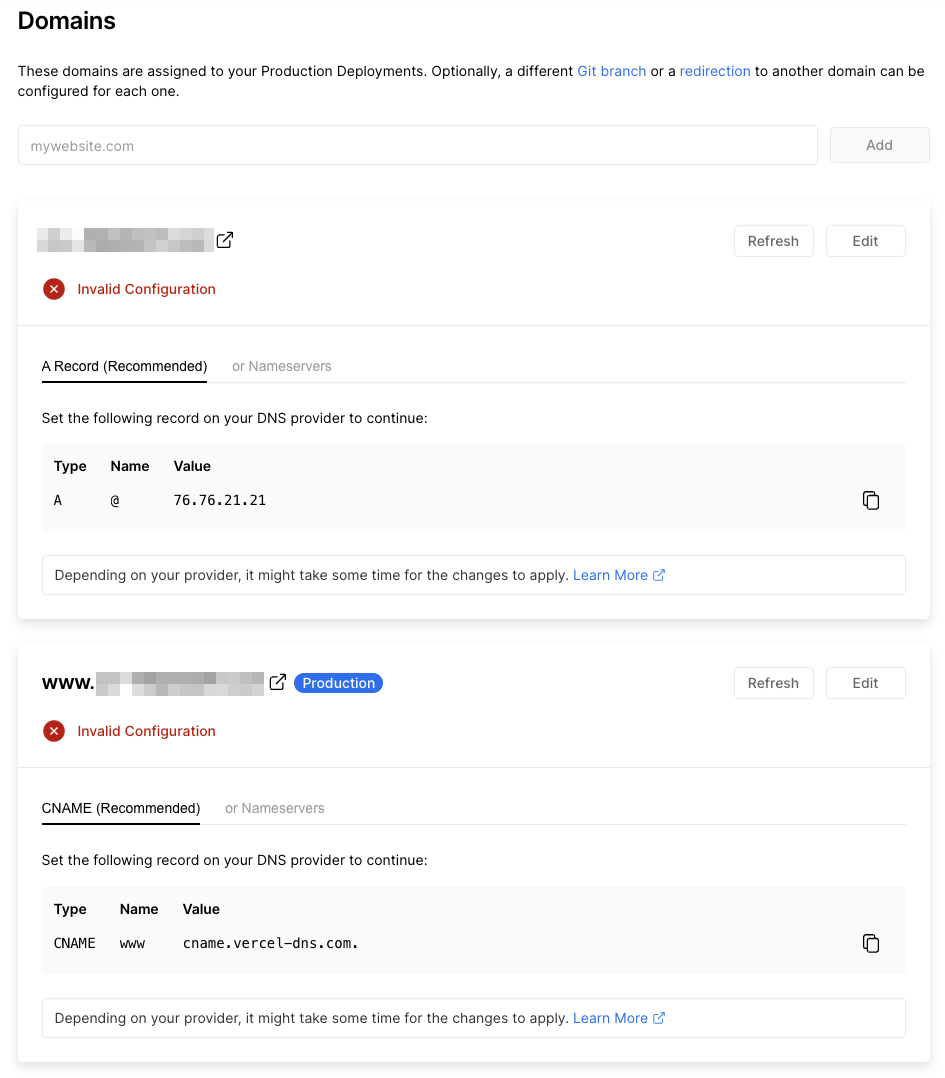 Domains
These domains are assigned to your Production Deployments. Optionally, a different Git branch or a redirection to another domain can be
configured for each one.
mywebsite.com
Add
Refresh
Edit
Invalid Configuration
A Record (Recommended)
or Nameservers
Set the following record on your DNS provider to continue:
Type Name Value
A @ 76.76.21.21
Depending on your provider, it might take some time for the changes to apply. Learn More
www.
Production
Refresh
Edit
Invalid Configuration
CNAME (Recommended)
or Nameservers
Set the following record on your DNS provider to continue:
Type Name Value
CNAME www cname.vercel-dns.com.
Depending on your provider, it might take some time for the changes to apply. Learn More